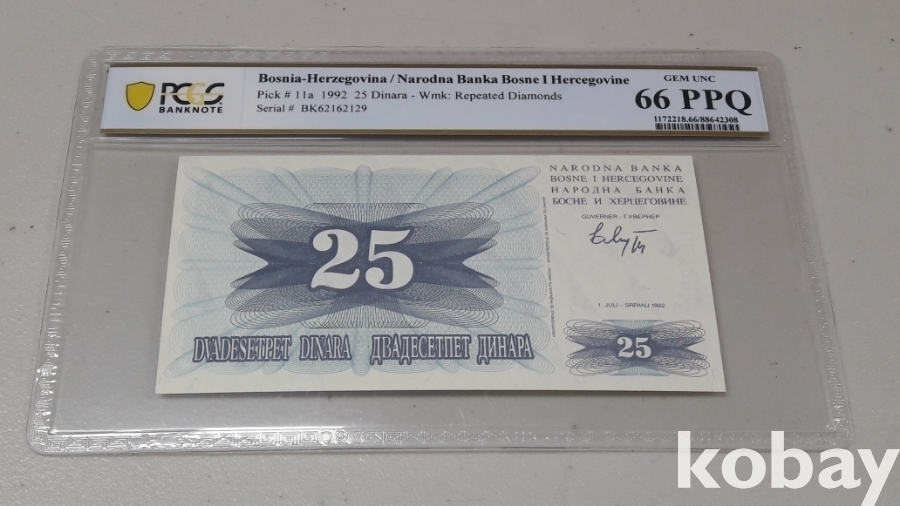 PCGS
BANKNOTE
Bosnia-Herzegovina / Narodna Banka Bosne I Hercegovine
Pick # 11a 1992 25 Dinara - Wmk: Repeated Diamonds
Serial # BK62162129
GEM UNC
66 PPQ
1172218.66/88642308
NARODNA BANKA
BOSNE I HERCEGOVINE
НАРОДНА БАНКА
БОСНЕ И ХЕРЦЕГОВИНЕ
GUVERNER - ГУВЕРНЕР
1. JULI - SRPANJ 1992
25
DVADESETPET DINARA ДВАДЕСЕТПЕТ ДИНАРА
25
kobay